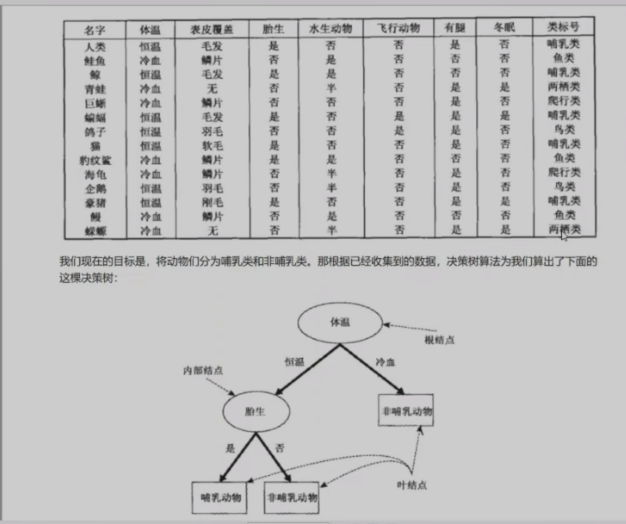 名字 体温 表皮覆盖 胎生 水生动物 飞行动物 有腿 冬眠 类标号
人类 恒温 毛发 是 否 否 是 否 哺乳类
鲑鱼 冷血 鳞片 否 是 否 否 否 鱼类
鲸 恒温 毛发 是 是 否 否 否 哺乳类
青蛙 冷血 无 否 半 否 是 是 两栖类
巨蜥 冷血 鳞片 否 否 否 是 是 爬行类
蝙蝠 恒温 毛发 是 否 是 是 是 哺乳类
鸽子 恒温 羽毛 否 否 是 是 否 鸟类
猫 恒温 软毛 是 否 否 是 否 哺乳类
豹纹鲨 冷血 鳞片 是 是 否 否 否 鱼类
海龟 冷血 鳞片 否 半 否 是 否 爬行类
企鹅 恒温 羽毛 否 半 否 是 否 鸟类
豪猪 恒温 刚毛 是 否 否 是 是 哺乳类
鳗 冷血 鳞片 否 是 否 否 否 鱼类
蝾螈 冷血 无 否 半 否 是 是 两栖类
我们现在的目标是，将动物们分为哺乳类和非哺乳类。那根据已经收集到的数据，决策树算法为我们算出了下面的
这棵决策树：
体温
根结点
恒温 冷血
内部结点
胎生 非哺乳动物
是 否
叶结点
哺乳动物 非哺乳动物